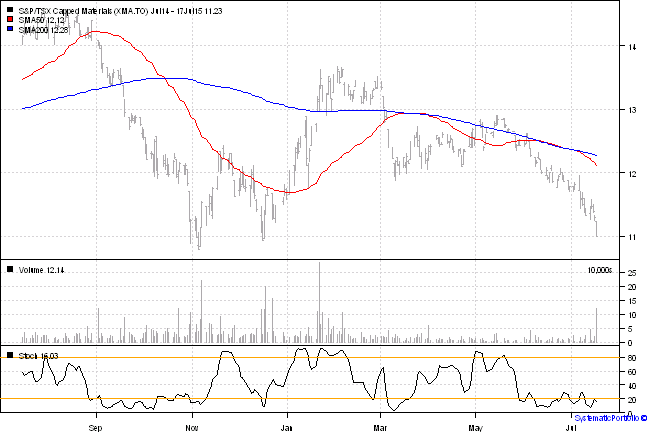 S&P/TSX Capped Materials (XMA.TO) Jul14 - 17Jul15 11.23
SMA50 12.12
SMA200 12.28
14
13
12
11
Volume 12.14
10,000s
25
20
15
10
5
0
Stoch 16.03
80
60
40
20
0
Sep
Nov
Jan
Mar
May
Jul
SystematicPortfolio ©